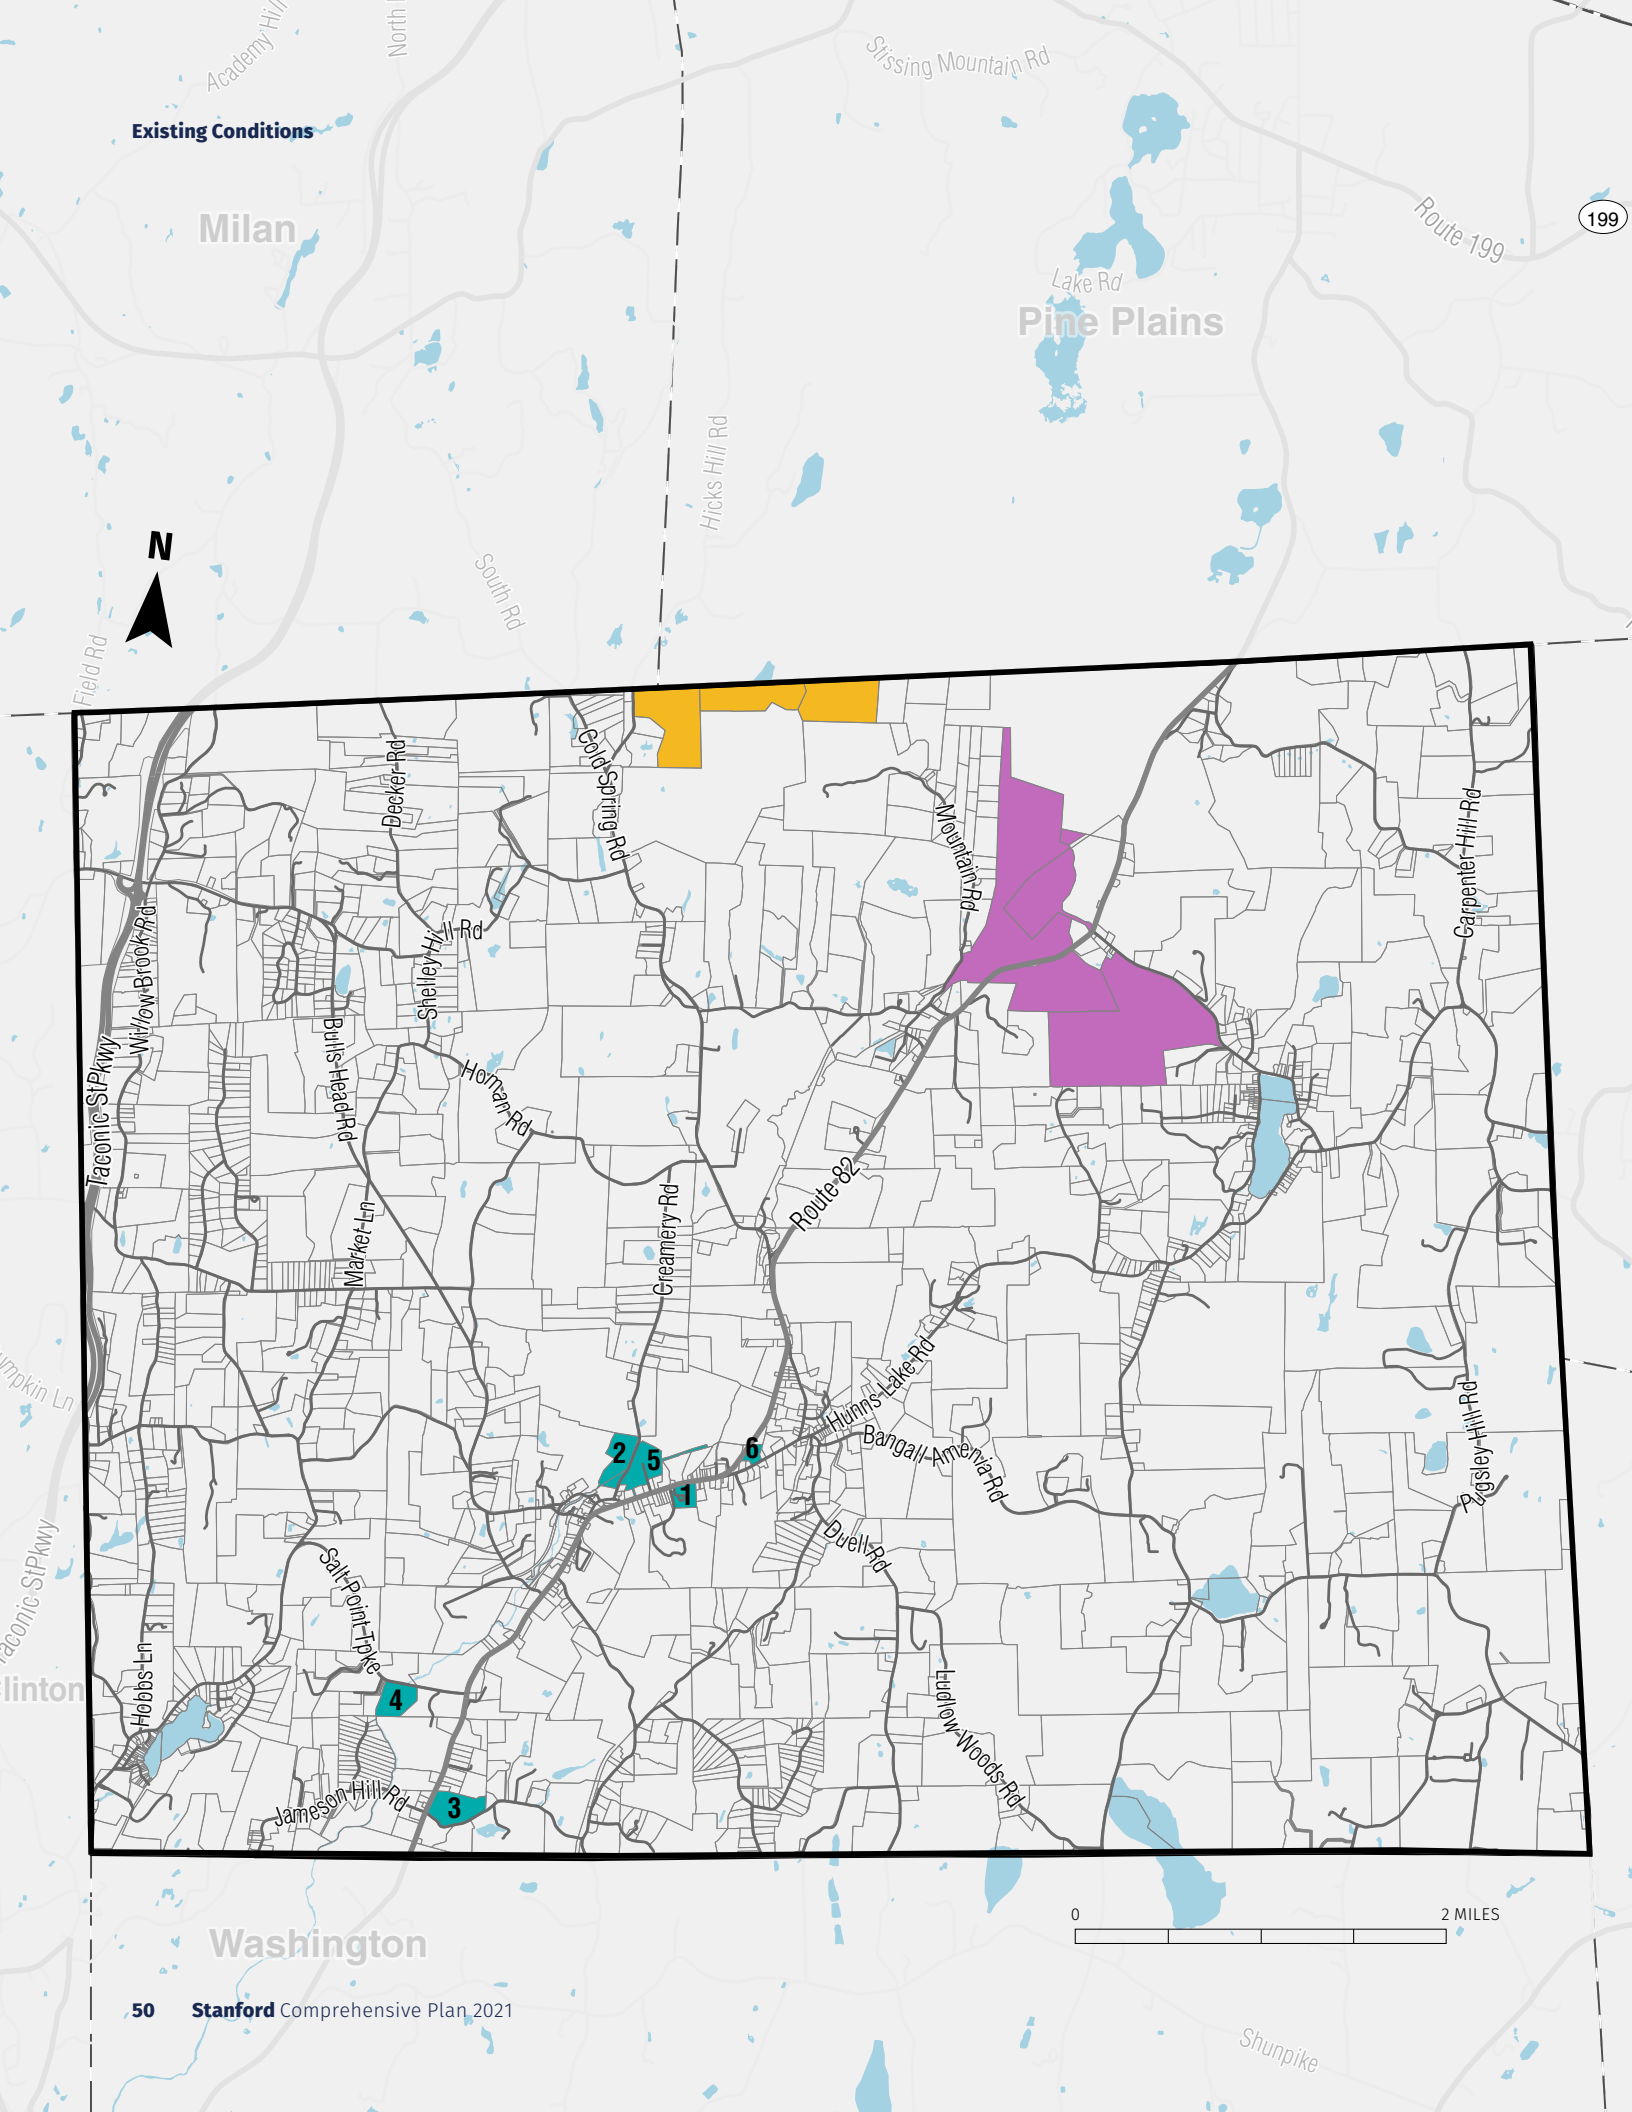 Academy Hill
North
Stissing Mountain Rd
Existing Conditions
Milan
Route 199
199
Lake Rd
Pine Plains
Hicks Hill Rd
N
South Rd
Field Rd
Cold Spring Rd
Decker Rd
Mountain Rd
Carpenter Hill Rd
Willow Brook Rd
Shelley Hill Rd
Bulls Head Rd
Taconic St Pkwy
Homan Rd
Route 82
Creamery Rd
Market Ln
Hunns Lake Rd
umpkin Ln
Bangall-Amenia Rd
Pugsley Hill Rd
2
5
6
1
Duell Rd
Salt Point Tpke
Taconic St Pkwy
Hobbs Ln
linton
4
Ludlow Woods Rd
Jameson Hill Rd
3
0
2 MILES
Washington
50 Stanford Comprehensive Plan 2021
Shunpike